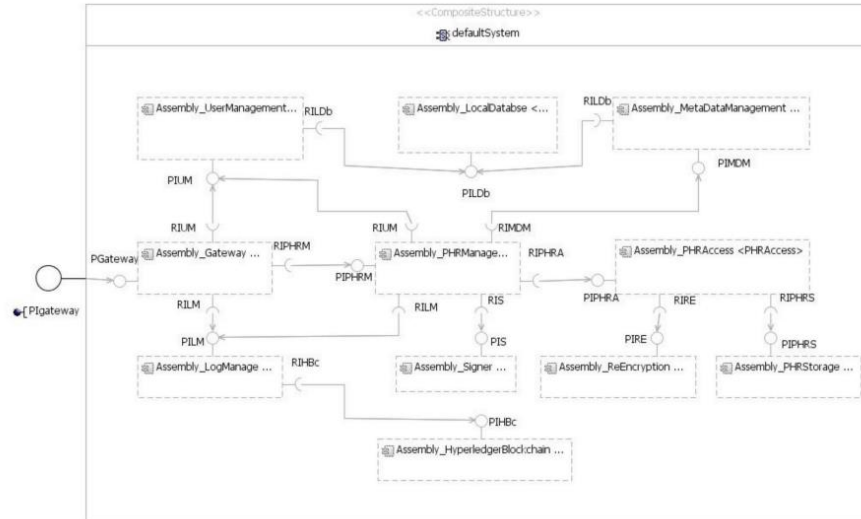 <<CompositeStructure>>
defaultSystem
Assembly_UserManagement...
RILDb
Assembly_LocalDatabse <...
RILDb
Assembly_MetaDataManagement ...
PIUM
PILDb
PIMDM
RIUM
RIUM
RIMDM
PGateway
Assembly_Gateway ...
RIPHRM
PIPHRM
Assembly_PHRManage...
RIPHRA
PIPHRA
Assembly_PHRAccess <PHRAccess>
PIgateway
RILM
RILM
RIS
RIRE
RIPHRS
PILM
PIS
PIRE
PIPHRS
Assembly_LogManage ...
RIHBc
Assembly_Signer ...
Assembly_ReEncryption ...
Assembly_PHRStorage ...
PIHBc
Assembly_HyperledgerBlockchain ...